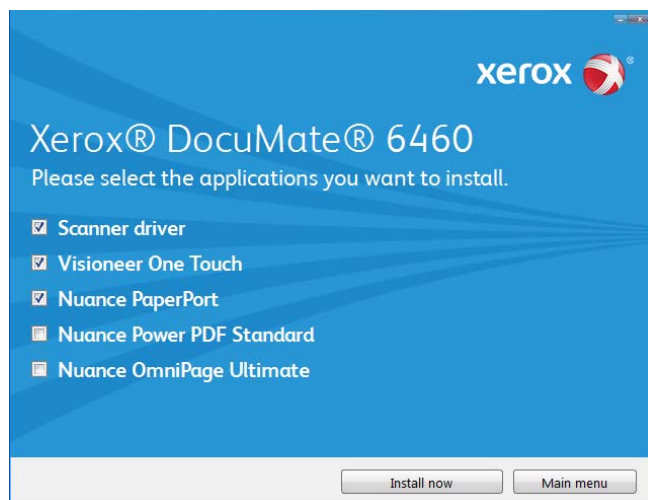 xerox ®
Xerox® DocuMate® 6460
Please select the applications you want to install.
Scanner driver
Visioneer One Touch
Nuance PaperPort
Nuance Power PDF Standard
Nuance OmniPage Ultimate
Install now Main menu